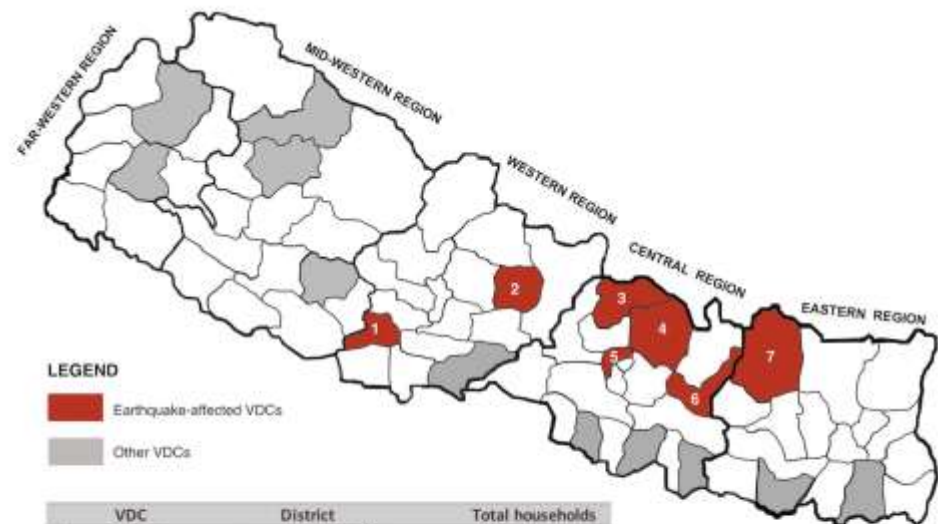 FAR-WESTERN REGION
MID-WESTERN REGION
WESTERN REGION
CENTRAL REGION
EASTERN REGION
1
2
3
4
5
6
7
LEGEND
Earthquake-affected VDCs
Other VDCs
VDC District Total households